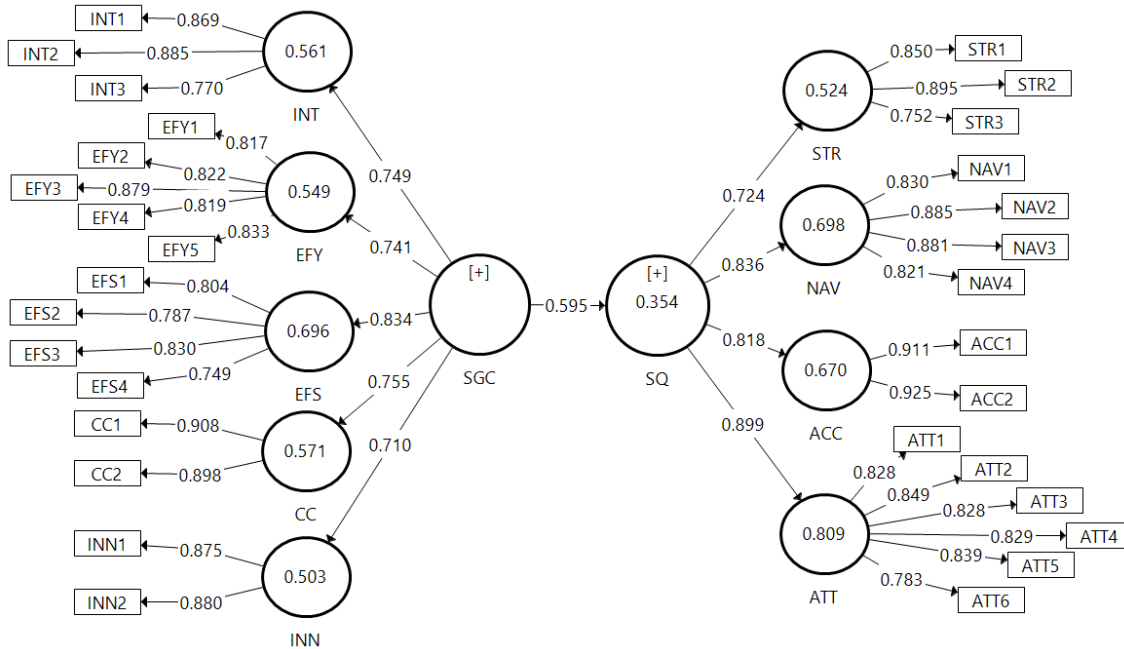 INT1
0.869
INT2
0.885
INT3
0.770
0.561
INT
EFY1
0.817
EFY2
0.822
EFY3
0.879
EFY4
0.819
EFY5
0.833
0.549
EFY
EFS1
0.804
EFS2
0.787
EFS3
0.830
EFS4
0.749
0.696
EFS
CC1
0.908
CC2
0.898
0.571
CC
INN1
0.875
INN2
0.880
0.503
INN
0.749
0.741
0.834
0.755
0.710
[+]
SGC
0.595
[+]
0.354
SQ
0.724
0.836
0.818
0.899
0.524
STR
0.850
STR1
0.895
STR2
0.752
STR3
0.698
NAV
0.830
NAV1
0.885
NAV2
0.881
NAV3
0.821
NAV4
0.670
ACC
0.911
ACC1
0.925
ACC2
0.809
ATT
0.828
ATT1
0.849
ATT2
0.828
ATT3
0.829
ATT4
0.839
ATT5
0.783
ATT6